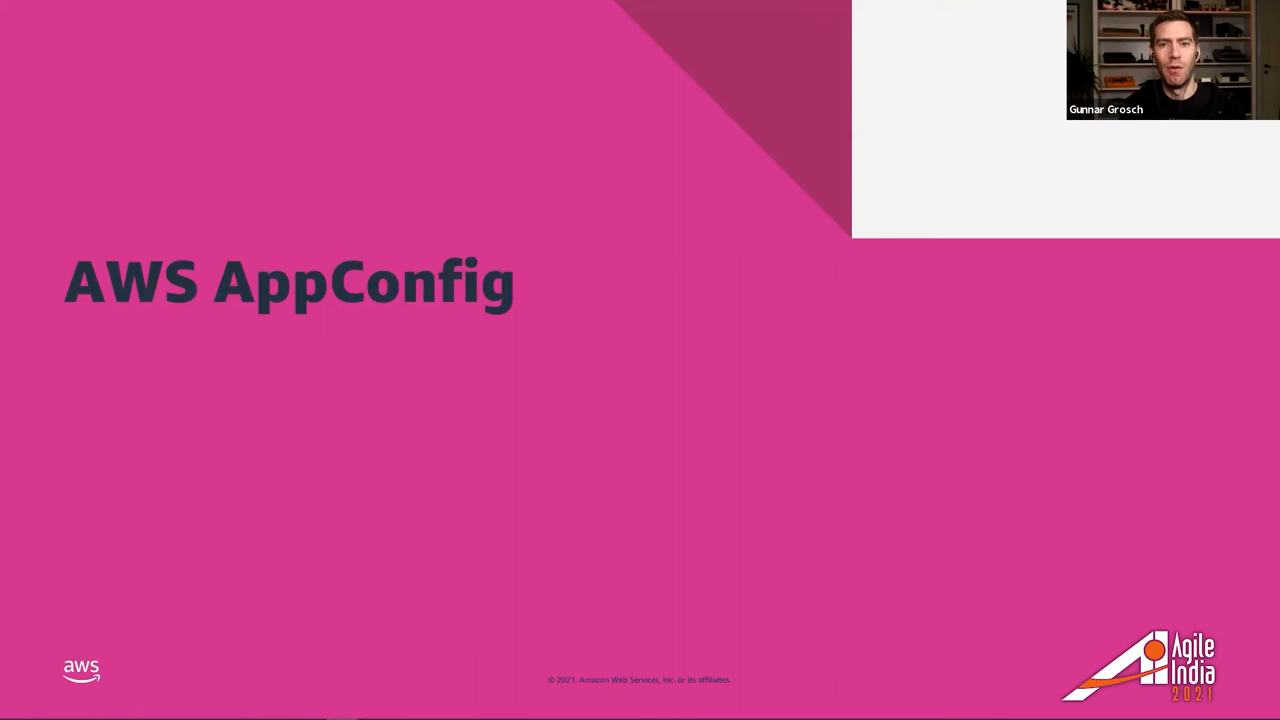 Gunnar Grosch
AWS AppConfig
aws
© 2021. Amazon Web Services, Inc. or its affiliates.
Agile
India
2021